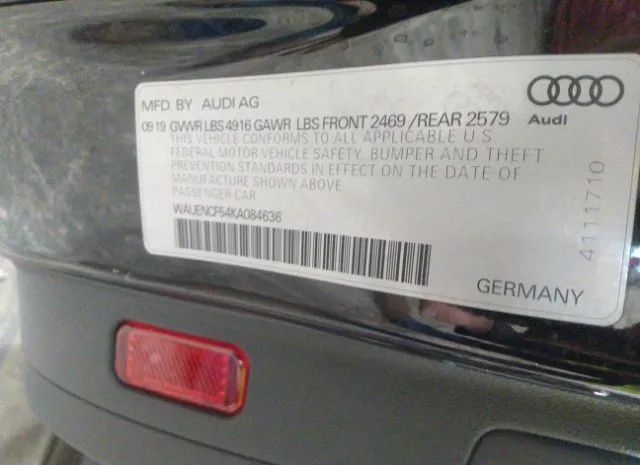 MFD. BY AUDI AG
09 19 GVWR LBS 4916 GAWR LBS FRONT 2469 /REAR 2579
THIS VEHICLE CONFORMS TO ALL APPLICABLE U S
FEDERAL MOTOR VEHICLE SAFETY, BUMPER AND THEFT
PREVENTION STANDARDS IN EFFECT ON THE DATE OF
MANUFACTURE SHOWN ABOVE.
PASSENGER CAR
WAUENCF54KA084636
Audi
4111710
GERMANY